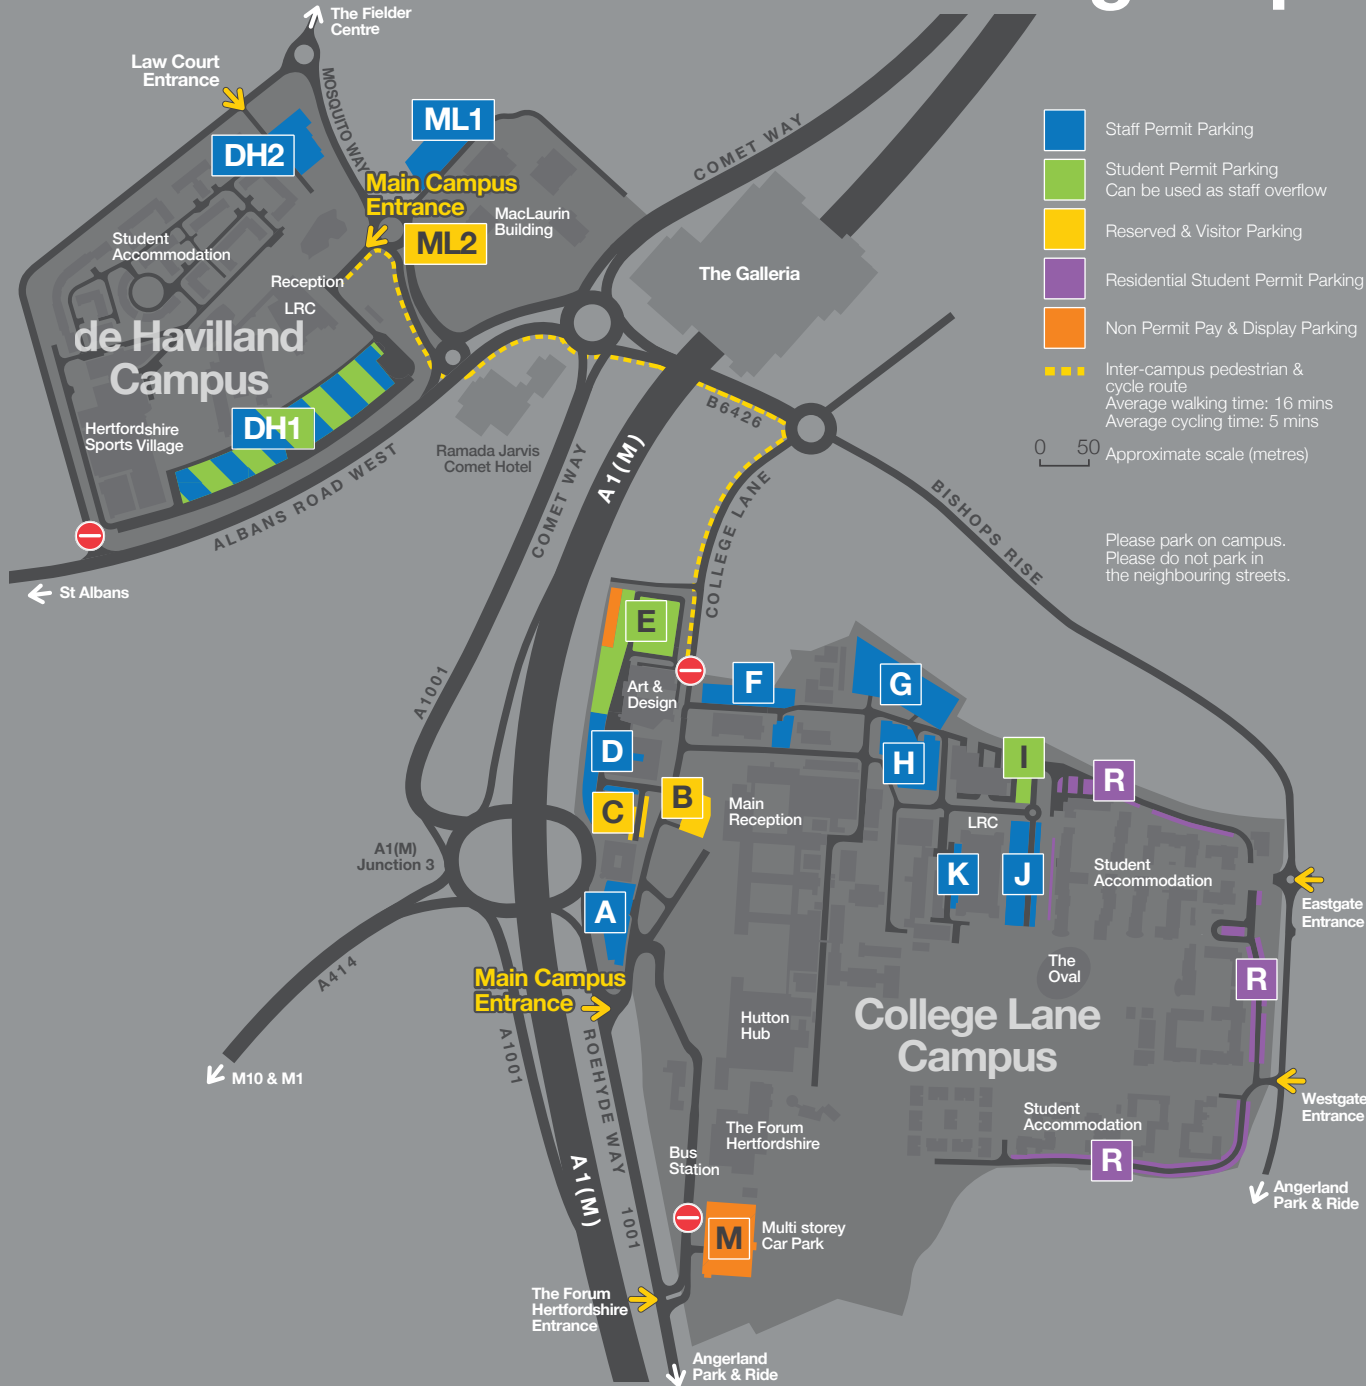 The Fielder
Centre
Law Court
Entrance
MOSQUITO WAY
ML1
DH2
COMET WAY
Main Campus
Entrance
MacLaurin
Building
ML2
Student
Accommodation
Reception
LRC
The Galleria
de Havilland
Campus
DH1
Hertfordshire
Sports Village
Ramada Jarvis
Comet Hotel
ALBANS ROAD WEST
St Albans
B6426
A1(M)
COMET WAY
COLLEGE LANE
BISHOPS RISE
Staff Permit Parking
Student Permit Parking
Can be used as staff overflow
Reserved & Visitor Parking
Residential Student Permit Parking
Non Permit Pay & Display Parking
Inter-campus pedestrian &
cycle route
Average walking time: 16 mins
Average cycling time: 5 mins
0 50
Approximate scale (metres)
Please park on campus.
Please do not park in
the neighbouring streets.
E
A1001
Art &
Design
F
G
D
H
I
R
C
B
Main
Reception
LRC
A1(M)
Junction 3
K
J
Student
Accommodation
A
Eastgate
Entrance
A414
The
Oval
R
Main Campus
Entrance
College Lane
Campus
Hutton
Hub
A1001
ROEHYDE WAY
M10 & M1
Westgate
Entrance
Student
Accommodation
The Forum
Hertfordshire
Bus
Station
R
A1(M)
1001
Angerland
Park & Ride
M
Multi storey
Car Park
The Forum
Hertfordshire
Entrance
Angerland
Park & Ride